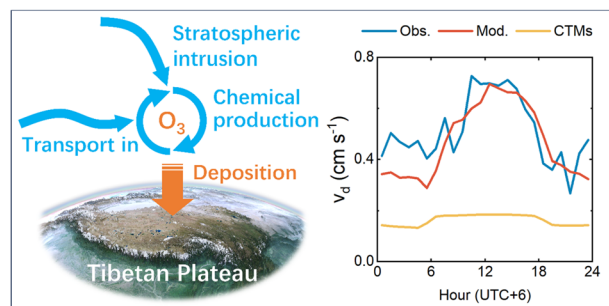 Stratospheric
intrusion
O₃
Chemical
production
Transport in
Deposition
Tibetan Plateau
Obs. Mod. CTMs
0.8
0.4
0.0
v_d (cm s⁻¹)
0 6 12 18 24
Hour (UTC+6)